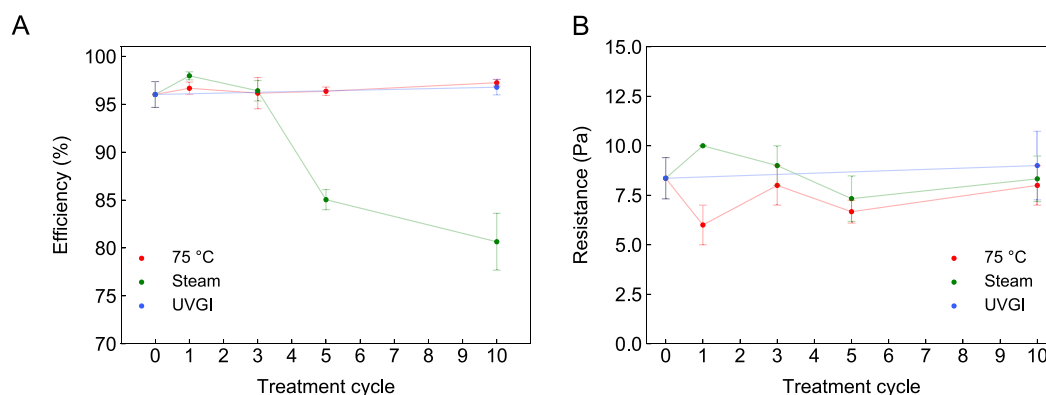 A
Efficiency (%)
100
95
90
85
80
75
70
75 °C
Steam
UVGI
0 1 2 3 4 5 6 7 8 9 10
Treatment cycle
B
Resistance (Pa)
15.0
12.5
10.0
7.5
5.0
2.5
0.0
75 °C
Steam
UVGI
0 1 2 3 4 5 6 7 8 9 10
Treatment cycle